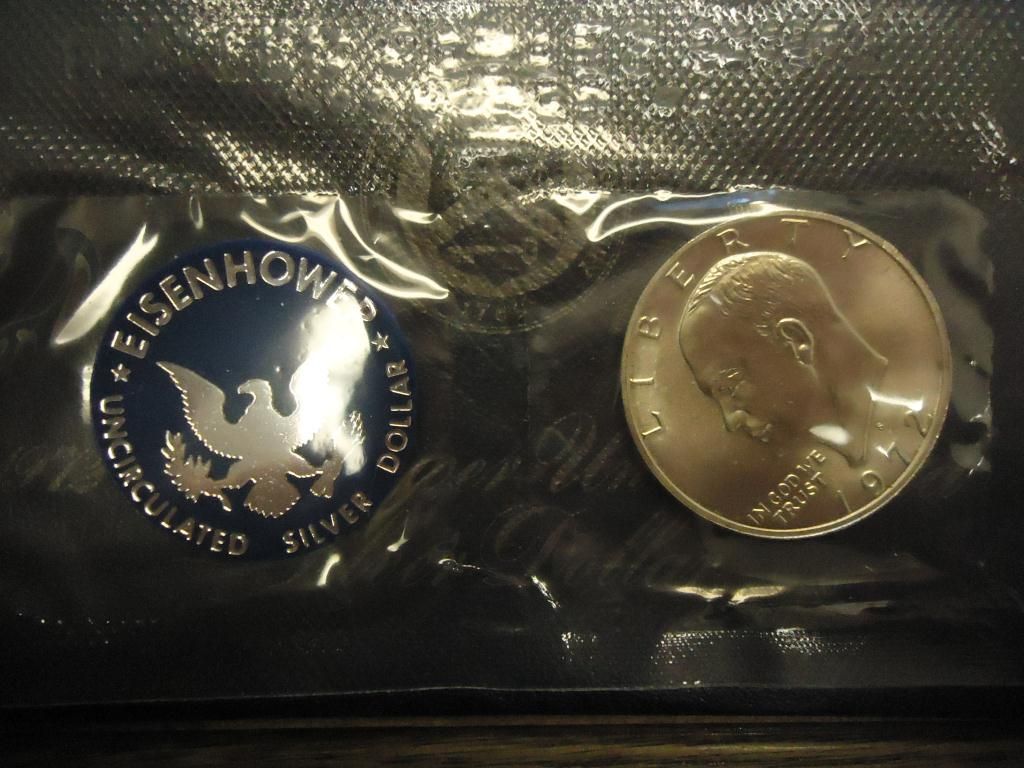 EISENHOWER
★ UNCIRCULATED SILVER DOLLAR ★
LIBERTY
IN GOD WE
TRUST
1972